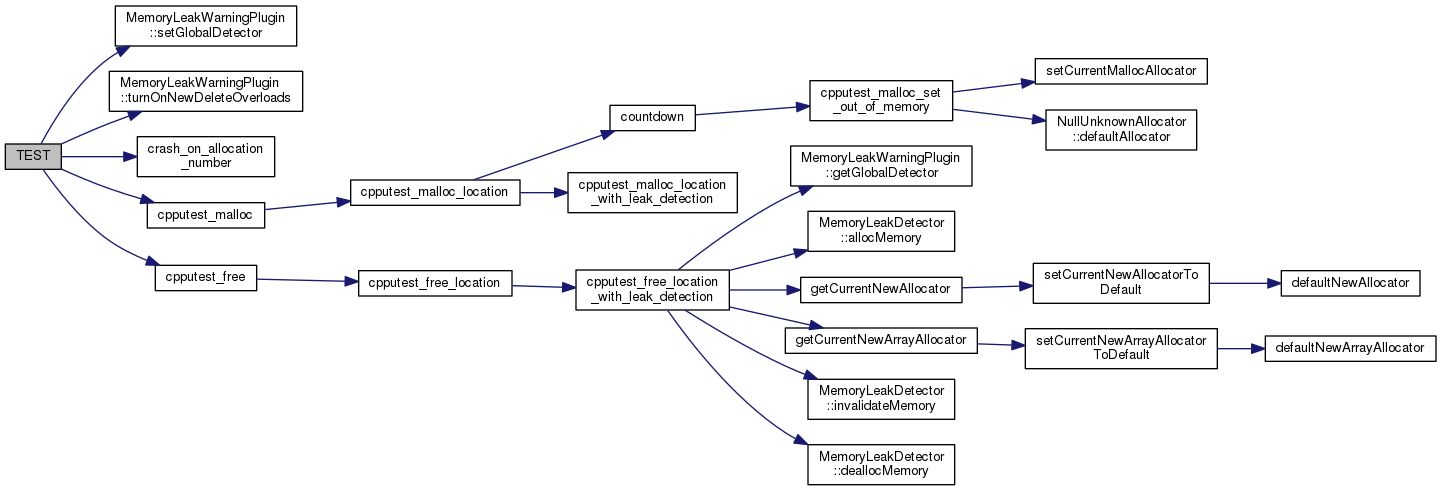 MemoryLeakWarningPlugin
::setGlobalDetector
MemoryLeakWarningPlugin
::turnOnNewDeleteOverloads
TEST
crash_on_allocation
_number
cpputest_malloc
cpputest_free
cpputest_malloc_location
cpputest_free_location
countdown
cpputest_malloc_location
_with_leak_detection
cpputest_free_location
_with_leak_detection
cpputest_malloc_set
_out_of_memory
MemoryLeakWarningPlugin
::getGlobalDetector
MemoryLeakDetector
::allocMemory
getCurrentNewAllocator
getCurrentNewArrayAllocator
MemoryLeakDetector
::invalidateMemory
MemoryLeakDetector
::deallocMemory
setCurrentMallocAllocator
NullUnknownAllocator
::defaultAllocator
setCurrentNewAllocatorTo
Default
setCurrentNewArrayAllocator
ToDefault
defaultNewAllocator
defaultNewArrayAllocator